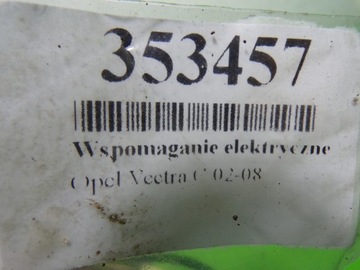 353457
Wspomaganie elektryczne
Opel Vectra C 02-08